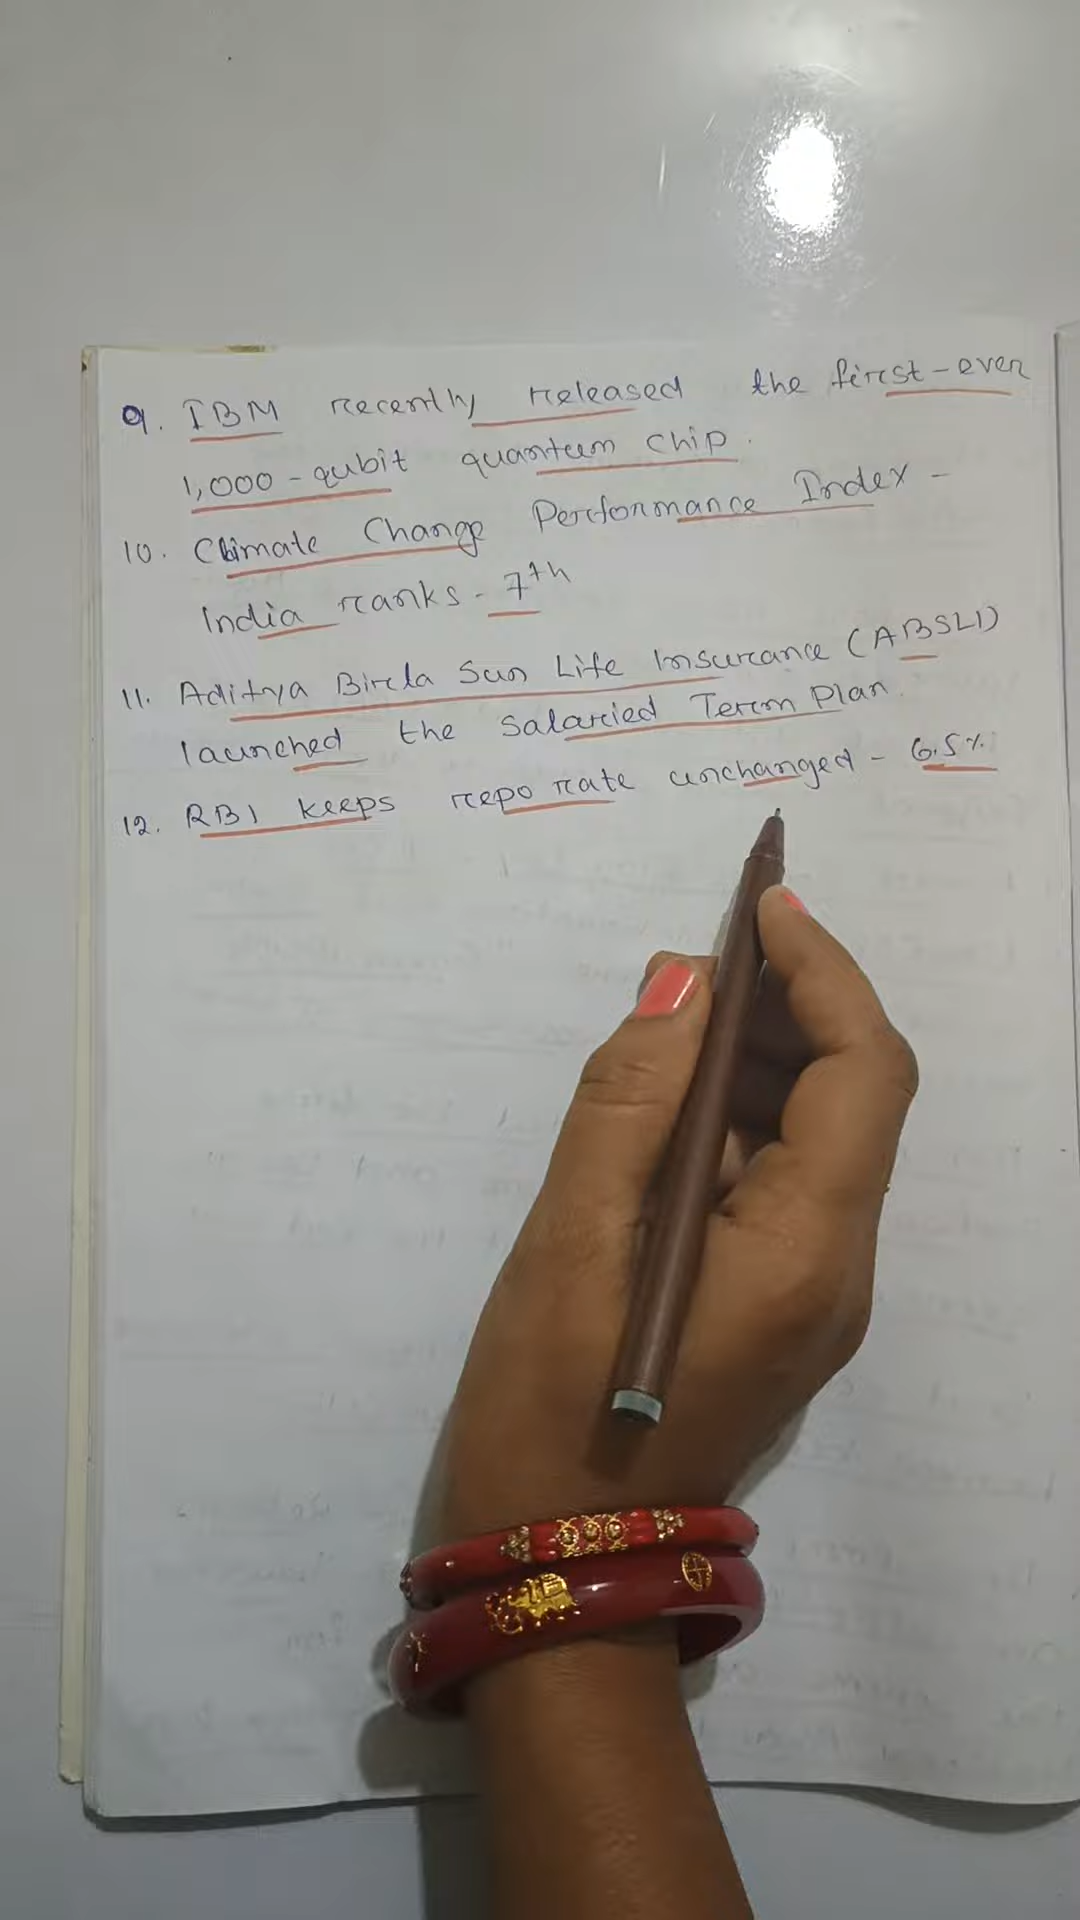 9. IBM recently released the first-ever
1,000-qubit quantum chip.
10. Climate Change Performance Index -
India ranks - 7th
11. Aditya Birla Sun Life Insurance (ABSLI)
launched the Salaried Term Plan.
12. RBI keeps repo rate unchanged - 6.5%